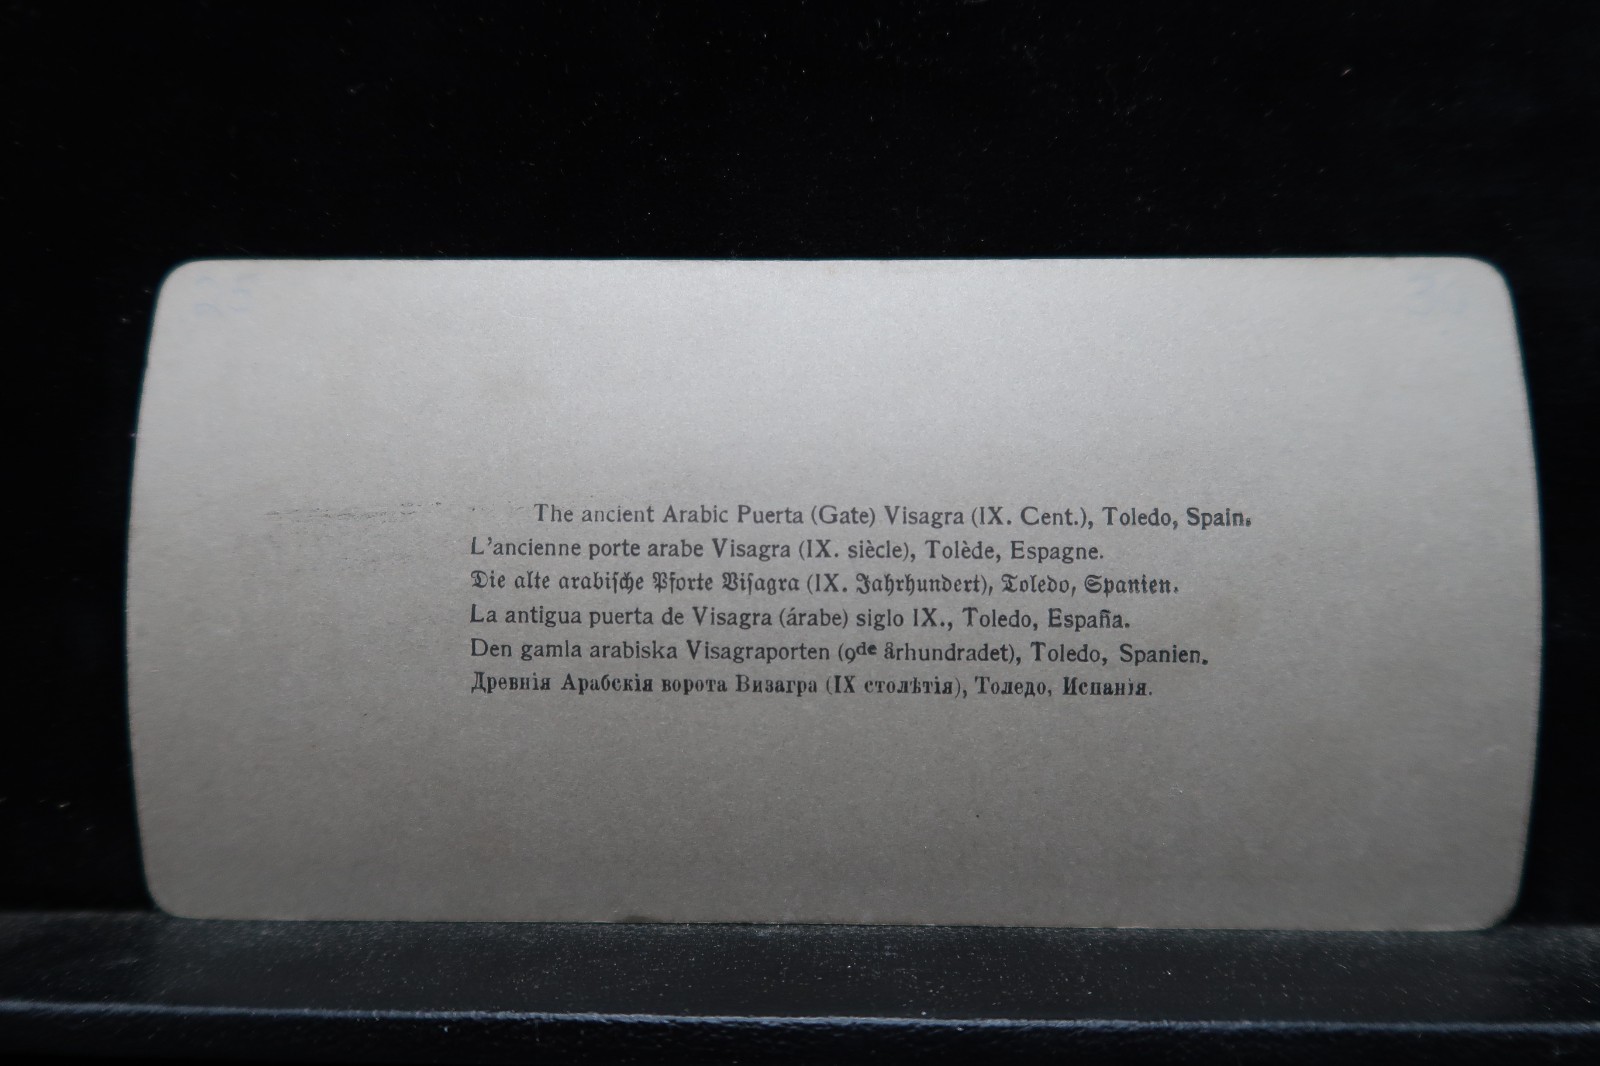 The ancient Arabic Puerta (Gate) Visagra (IX. Cent.), Toledo, Spain.
L'ancienne porte arabe Visagra (IX. siècle), Tolède, Espagne.
Die alte arabiſche Pforte Viſagra (IX. Jahrhundert), Toledo, Spanien.
La antigua puerta de Visagra (árabe) siglo IX., Toledo, España.
Den gamla arabiska Visagraporten (9de århundradet), Toledo, Spanien.
Древнія Арабскія ворота Визагра (IX столѣтія), Толедо, Испанія.